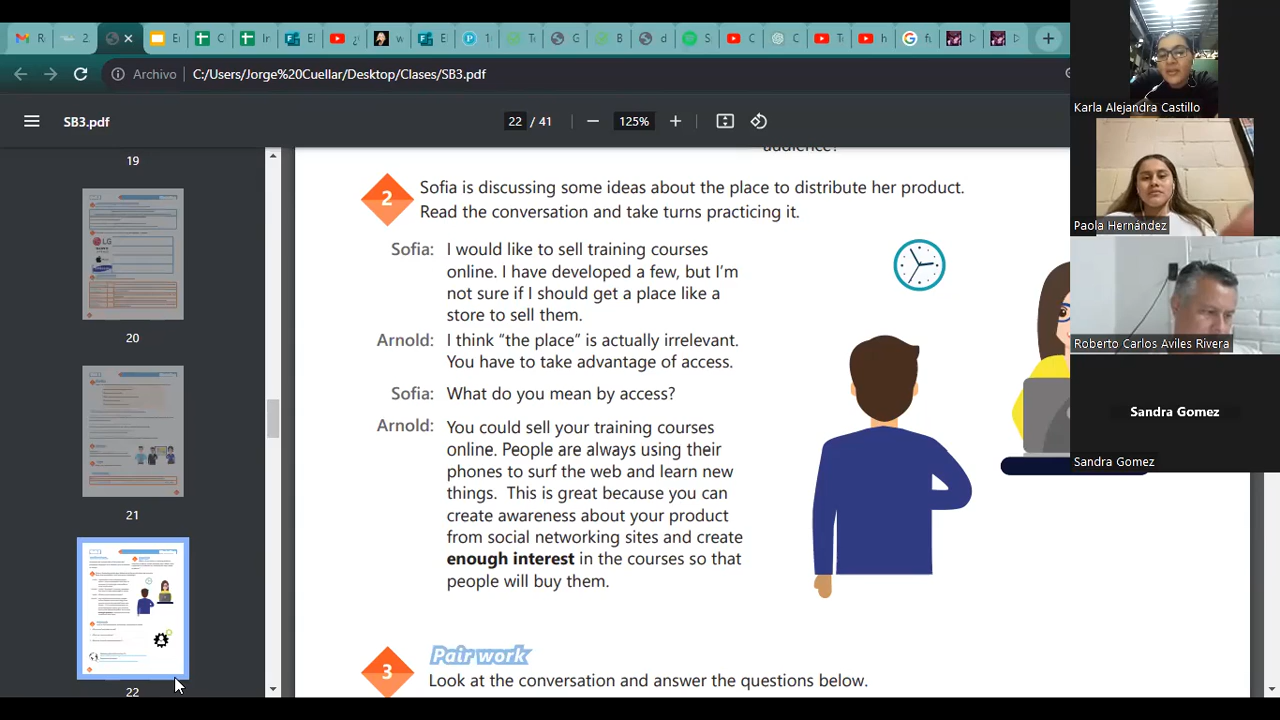 Archivo
C:/Users/Jorge%20Cuellar/Desktop/Clases/SB3.pdf
SB3.pdf
22 / 41
125%
19
20
21
22
audience?
2
Sofia is discussing some ideas about the place to distribute her product.
Read the conversation and take turns practicing it.
Sofia: I would like to sell training courses
online. I have developed a few, but I'm
not sure if I should get a place like a
store to sell them.
Arnold: I think "the place" is actually irrelevant.
You have to take advantage of access.
Sofia: What do you mean by access?
Arnold: You could sell your training courses
online. People are always using their
phones to surf the web and learn new
things. This is great because you can
create awareness about your product
from social networking sites and create
enough interest in the courses so that
people will buy them.
3
Pair work
Look at the conversation and answer the questions below.
Karla Alejandra Castillo
Paola Hernández
Roberto Carlos Aviles Rivera
Sandra Gomez
Sandra Gomez